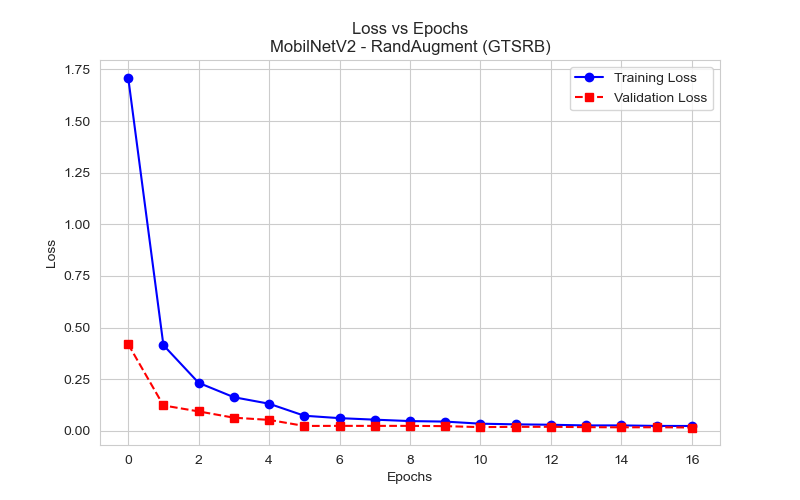 Loss vs Epochs
MobilNetV2 - RandAugment (GTSRB)
Training Loss
Validation Loss
1.75
1.50
1.25
1.00
0.75
0.50
0.25
0.00
Loss
0 2 4 6 8 10 12 14 16
Epochs